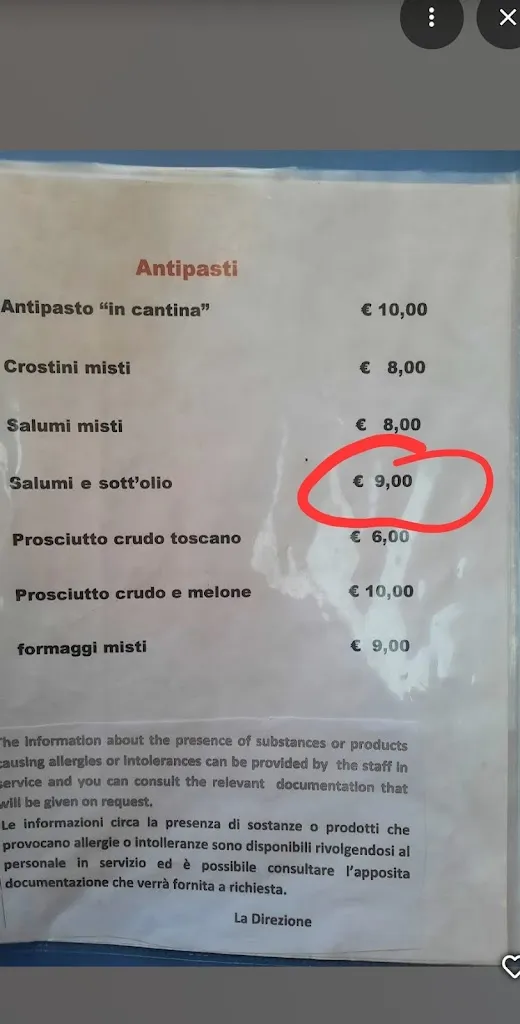 Antipasti
Antipasto “in cantina” € 10,00
Crostini misti € 8,00
Salumi misti € 8,00
Salumi e sott'olio € 9,00
Prosciutto crudo toscano € 6,00
Prosciutto crudo e melone € 10,00
formaggi misti € 9,00
The information about the presence of substances or products
causing allergies or intolerances can be provided by the staff in
service and you can consult the relevant documentation that
will be given on request.
Le informazioni circa la presenza di sostanze o prodotti che
provocano allergie o intolleranze sono disponibili rivolgendosi al
personale in servizio ed è possibile consultare l'apposita
documentazione che verrà fornita a richiesta.
La Direzione